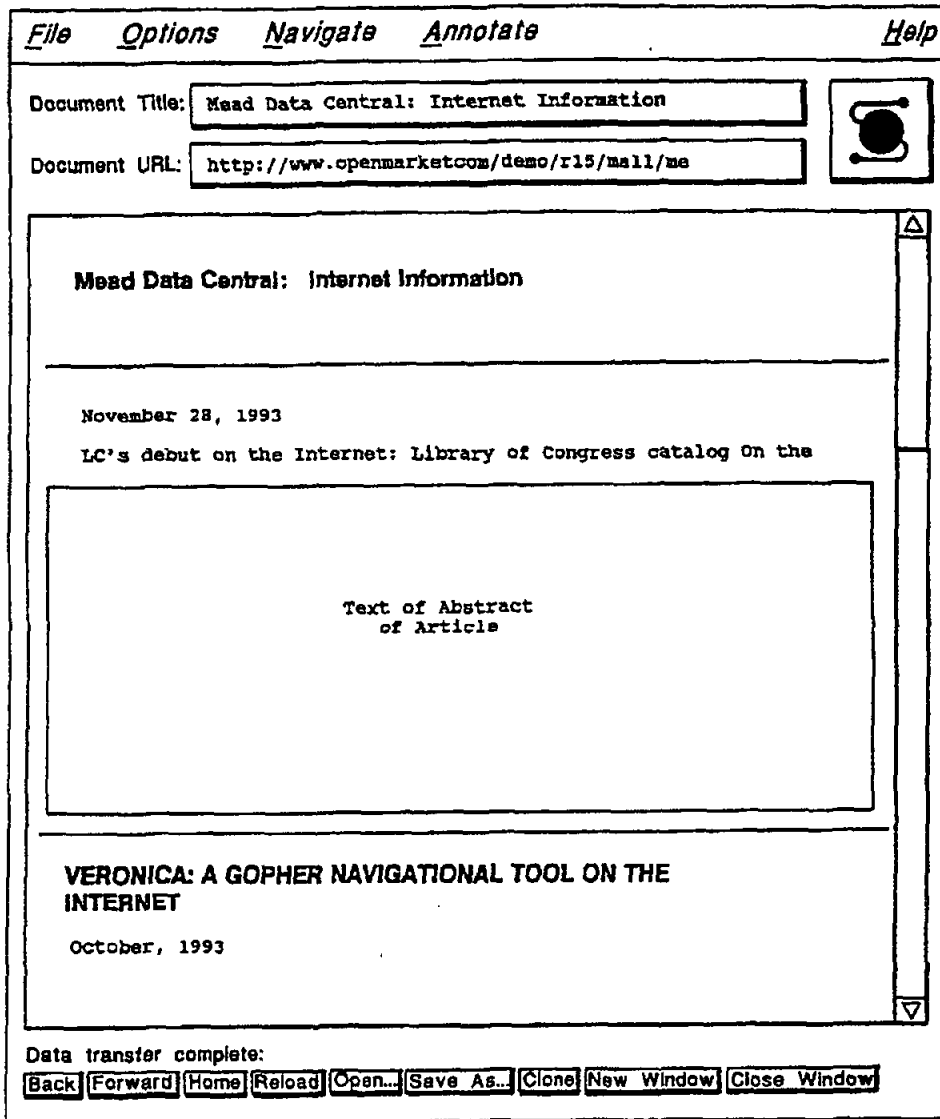 File Options Navigate Annotate Help
Document Title: Mead Data Central: Internet Information
Document URL: http://www.openmarketcom/demo/r15/mall/me
Mead Data Central: Internet Information
November 28, 1993
LC's debut on the Internet: Library of Congress catalog On the
Text of Abstract
of Article
VERONICA: A GOPHER NAVIGATIONAL TOOL ON THE
INTERNET
October, 1993
Data transfer complete:
Back Forward Home Reload Open... Save As... Clone New Window Close Window